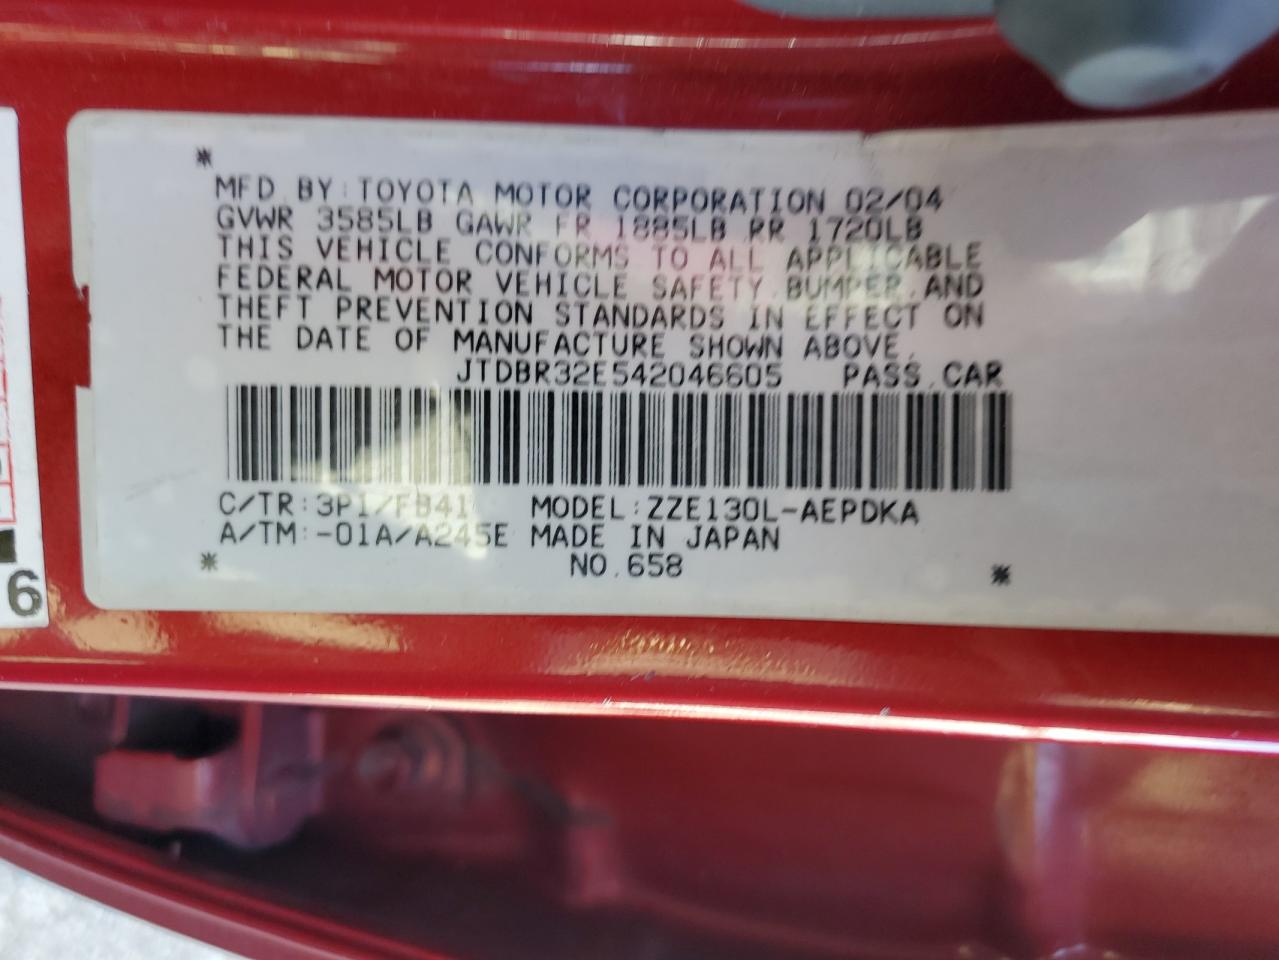 *
MFD. BY: TOYOTA MOTOR CORPORATION 02/04
GVWR 3585LB GAWR FR 1885LB RR 1720LB
THIS VEHICLE CONFORMS TO ALL APPLICABLE
FEDERAL MOTOR VEHICLE SAFETY, BUMPER, AND
THEFT PREVENTION STANDARDS IN EFFECT ON
THE DATE OF MANUFACTURE SHOWN ABOVE.
JTDBR32E542046605 PASS. CAR
C/TR: 3P1/FB41 MODEL: ZZE130L-AEPDKA
A/TM: -01A/A245E MADE IN JAPAN
* NO. 658 *
6